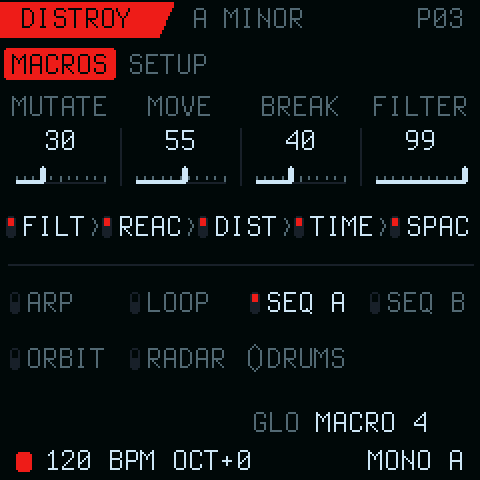 DISTROY A MINOR P03
MACROS SETUP
MUTATE MOVE BREAK FILTER
30 55 40 99
FILT REAC DIST TIME SPAC
ARP LOOP SEQ A SEQ B
ORBIT RADAR DRUMS
GLO MACRO 4
120 BPM OCT+0 MONO A